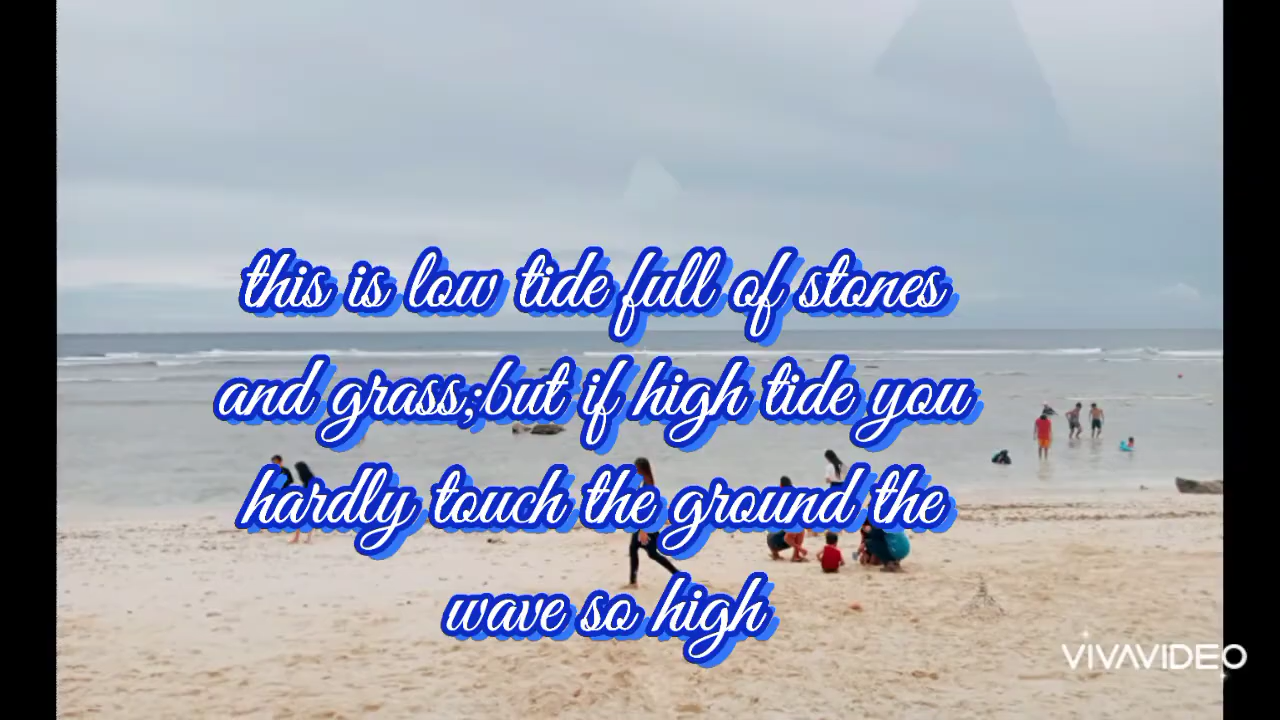 this is low tide full of stones
and grass;but if high tide you
hardly touch the ground the
wave so high
VIVAVIDEO